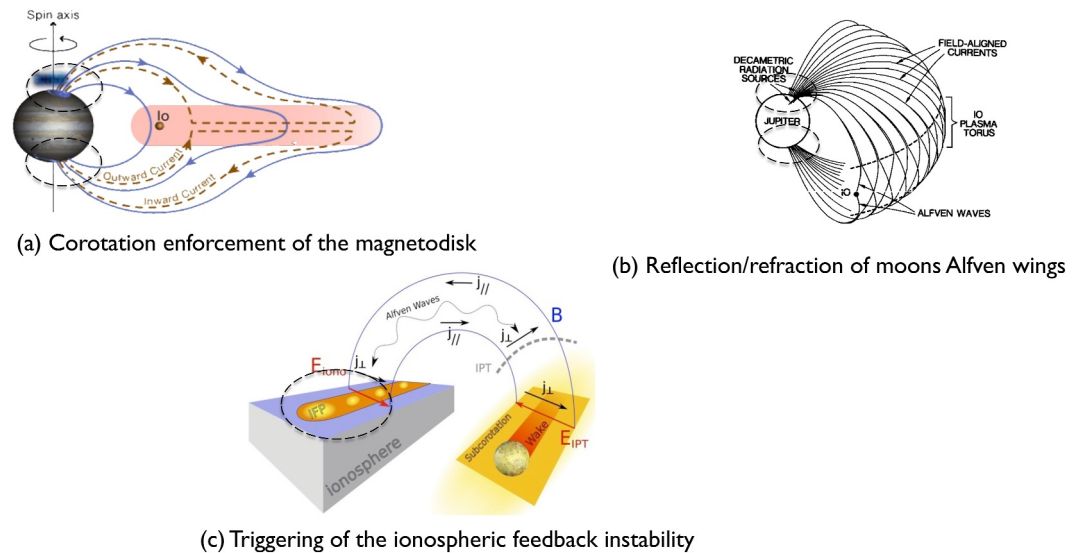 Spin axis
Io
Outward Current
Inward Current
(a) Corotation enforcement of the magnetodisk
FIELD-ALIGNED
CURRENTS
DECAMETRIC
RADIATION
SOURCES
JUPITER
IO
PLASMA
TORUS
IO
ALFVEN WAVES
(b) Reflection/refraction of moons Alfven wings
j//
Alfven Waves
j//
B
j⊥
j⊥
IPT
E iono
IFP
ionosphere
j⊥
Subcorotation
Wake
E IPT
(c) Triggering of the ionospheric feedback instability